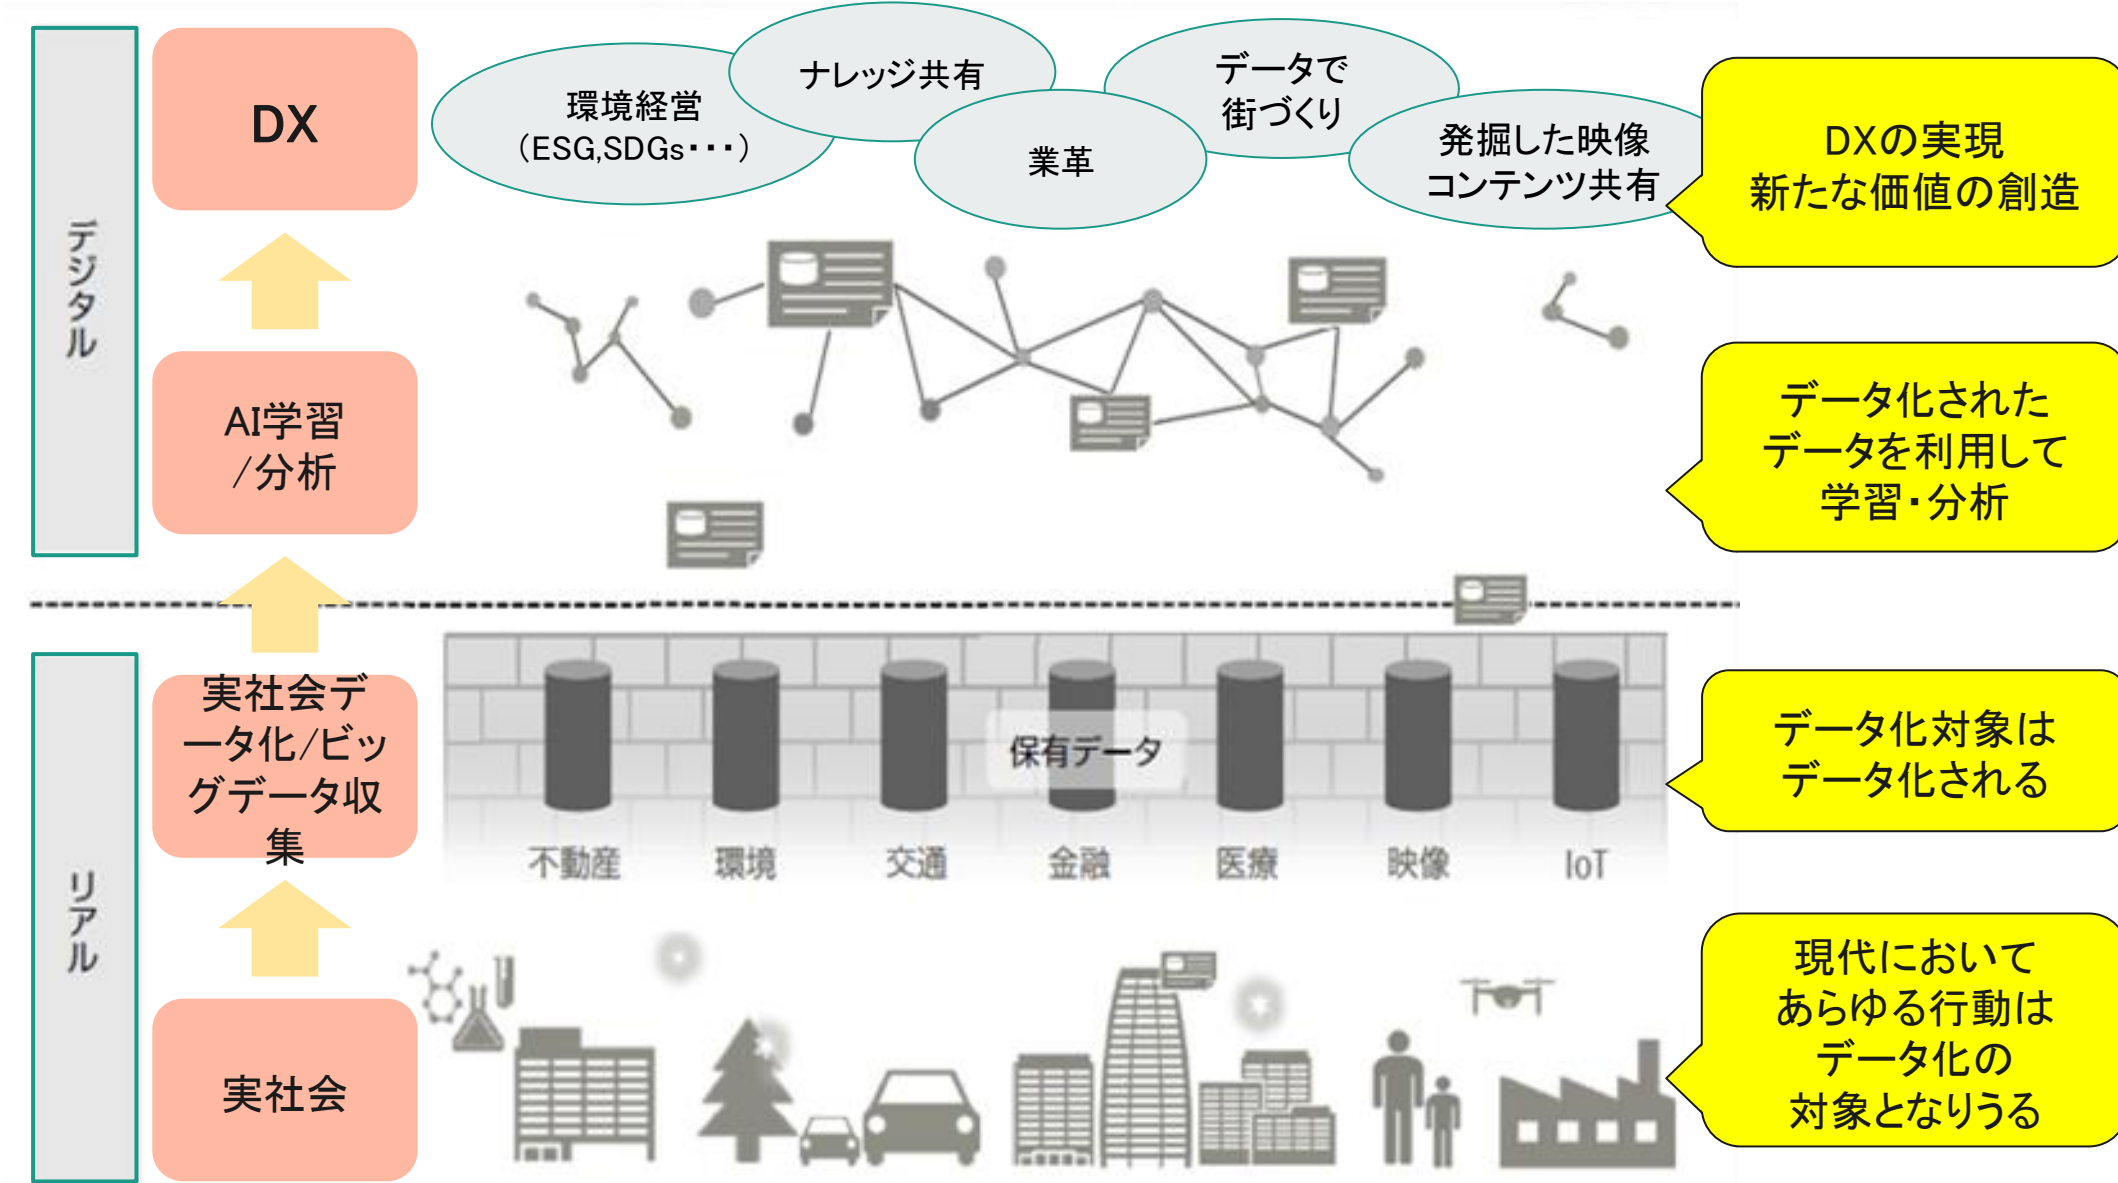 デジタル
DX
環境経営
(ESG,SDGs・・・)
ナレッジ共有
業革
データで
街づくり
発掘した映像
コンテンツ共有
DXの実現
新たな価値の創造
AI学習
/分析
データ化された
データを利用して
学習・分析
リアル
実社会デ
ータ化/ビッ
グデータ収
集
保有データ
不動産
環境
交通
金融
医療
映像
IoT
データ化対象は
データ化される
実社会
現代において
あらゆる行動は
データ化の
対象となりうる